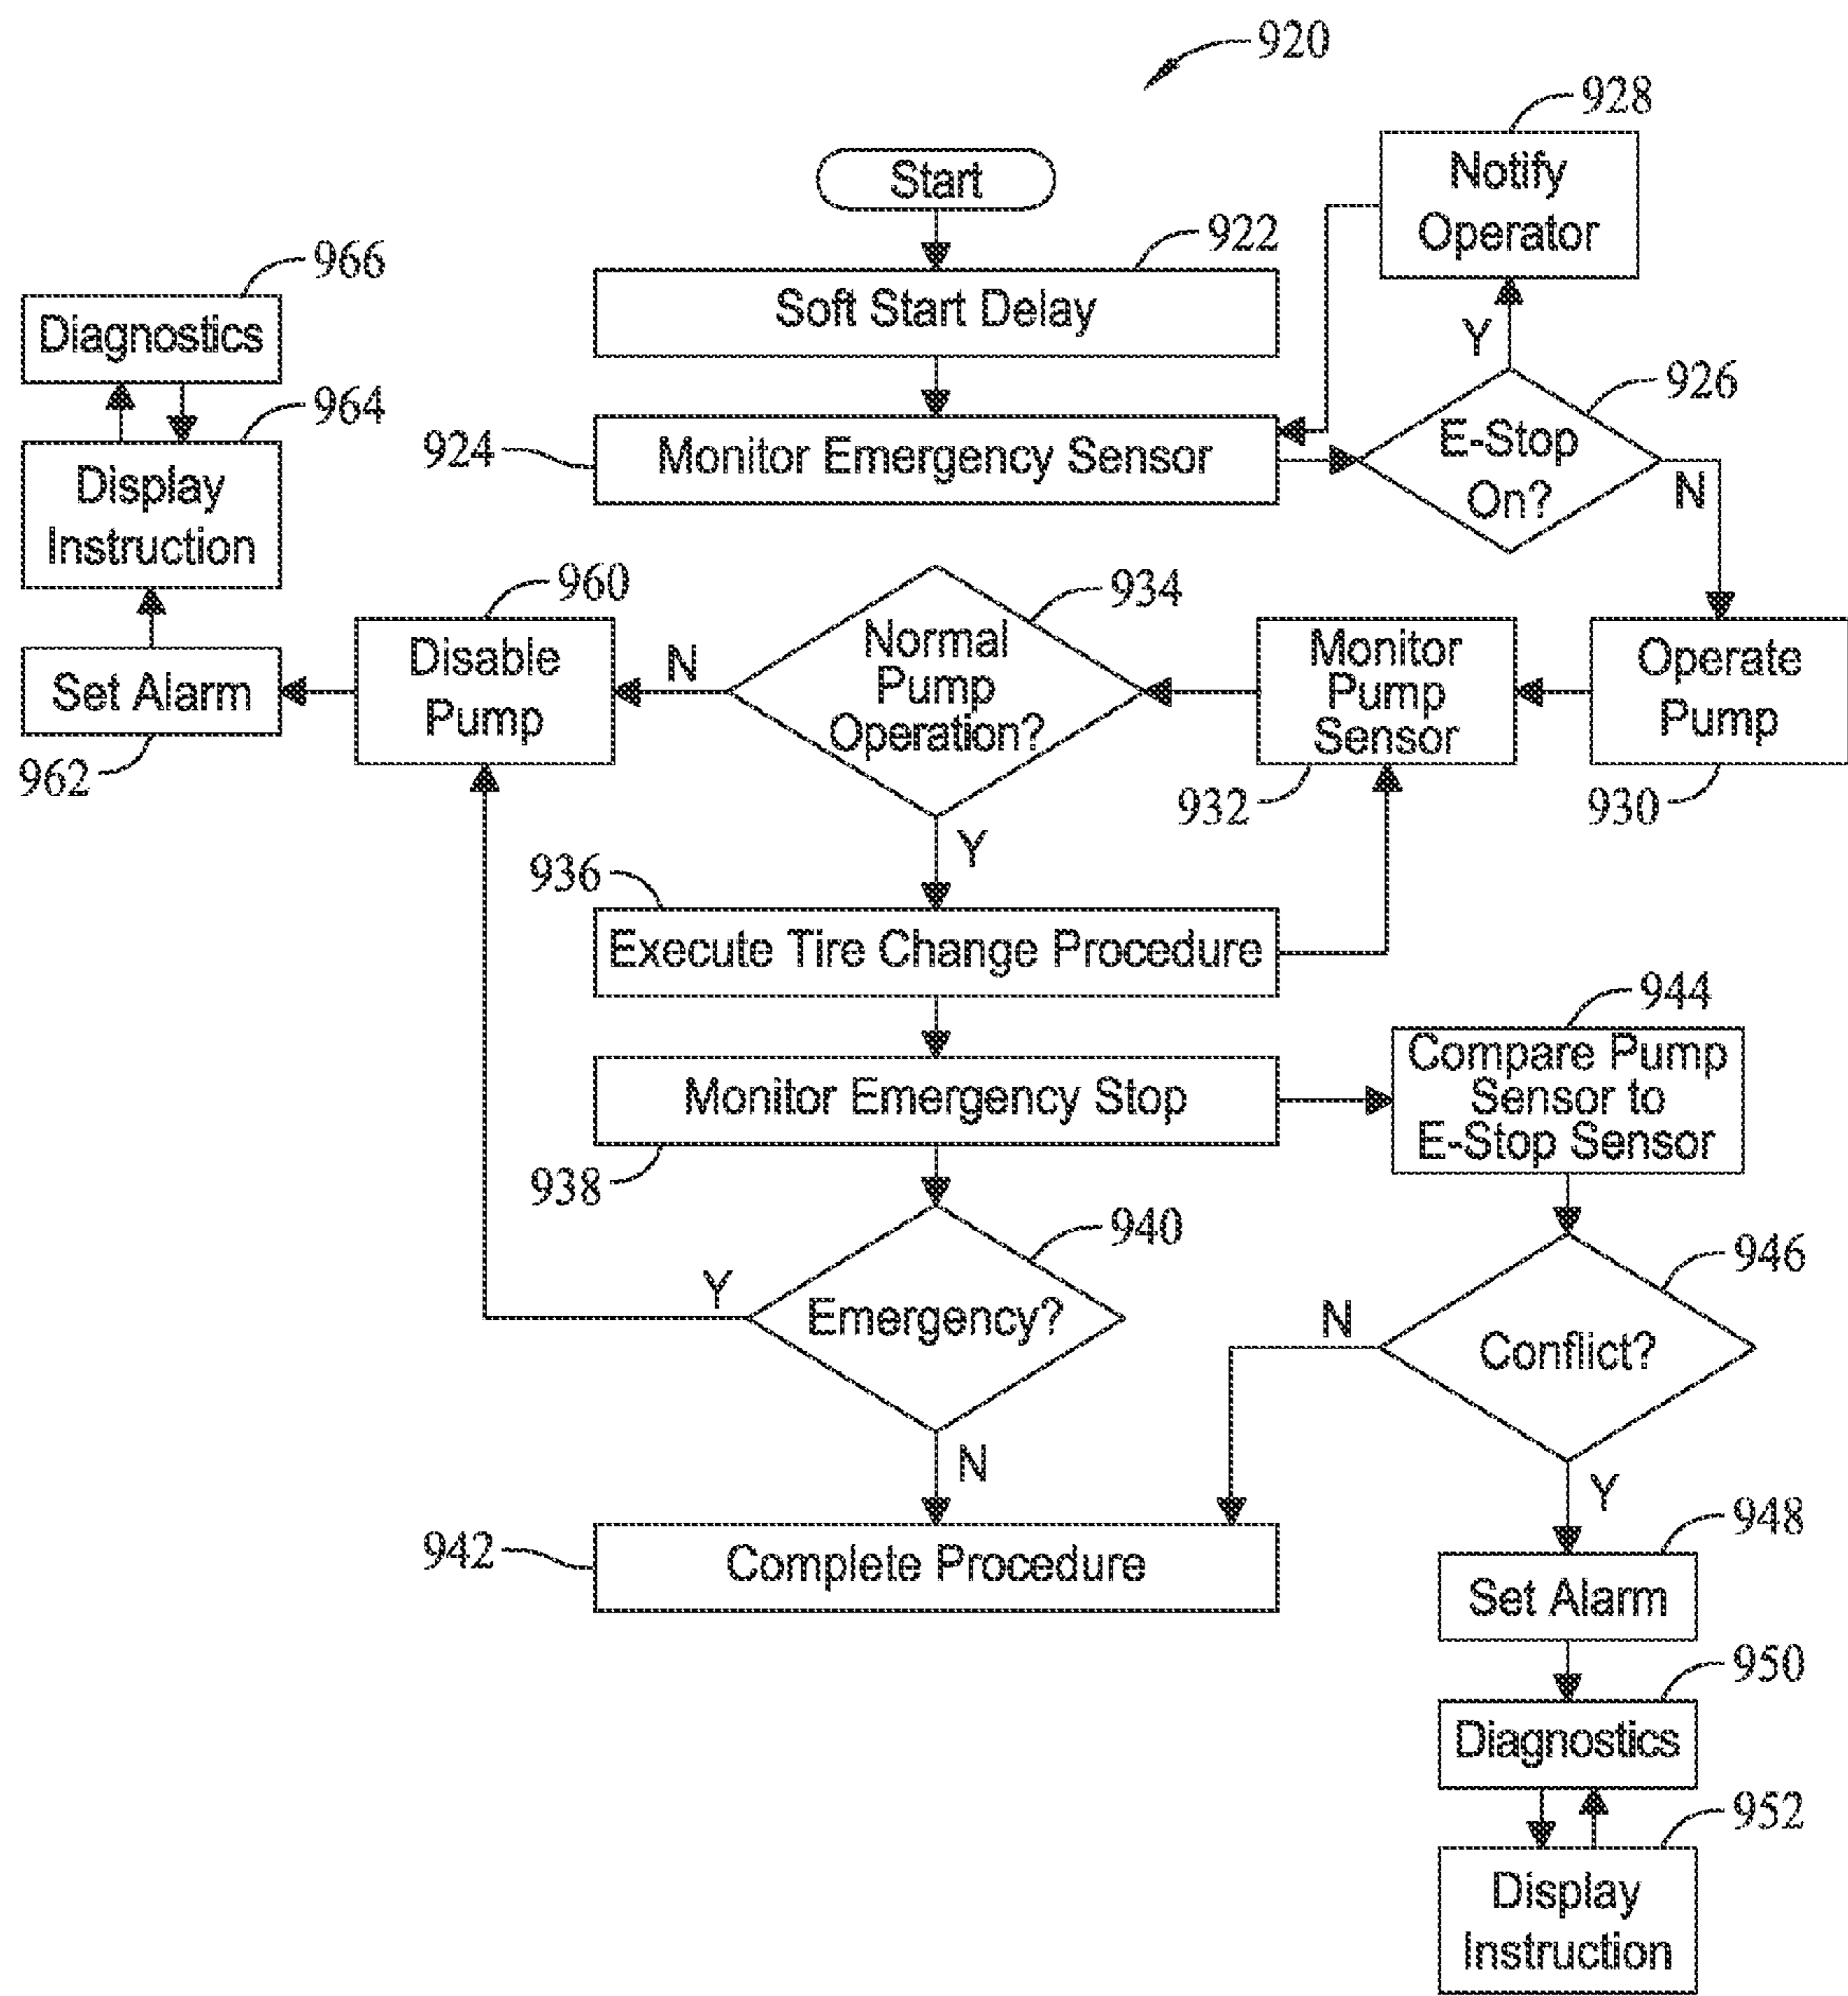 920
928
Start
Notify
Operator
922
966
Soft Start Delay
Diagnostics
Y
926
964
924
Monitor Emergency Sensor
E-Stop
On?
N
Display
Instruction
960
934
Disable
Pump
N
Normal
Pump
Operation?
Monitor
Pump
Sensor
Operate
Pump
Set Alarm
962
932
930
Y
936
Execute Tire Change Procedure
944
Compare Pump
Sensor to
E-Stop Sensor
Monitor Emergency Stop
938
940
946
Y
Emergency?
N
Conflict?
N
Y
948
942
Complete Procedure
Set Alarm
950
Diagnostics
952
Display
Instruction